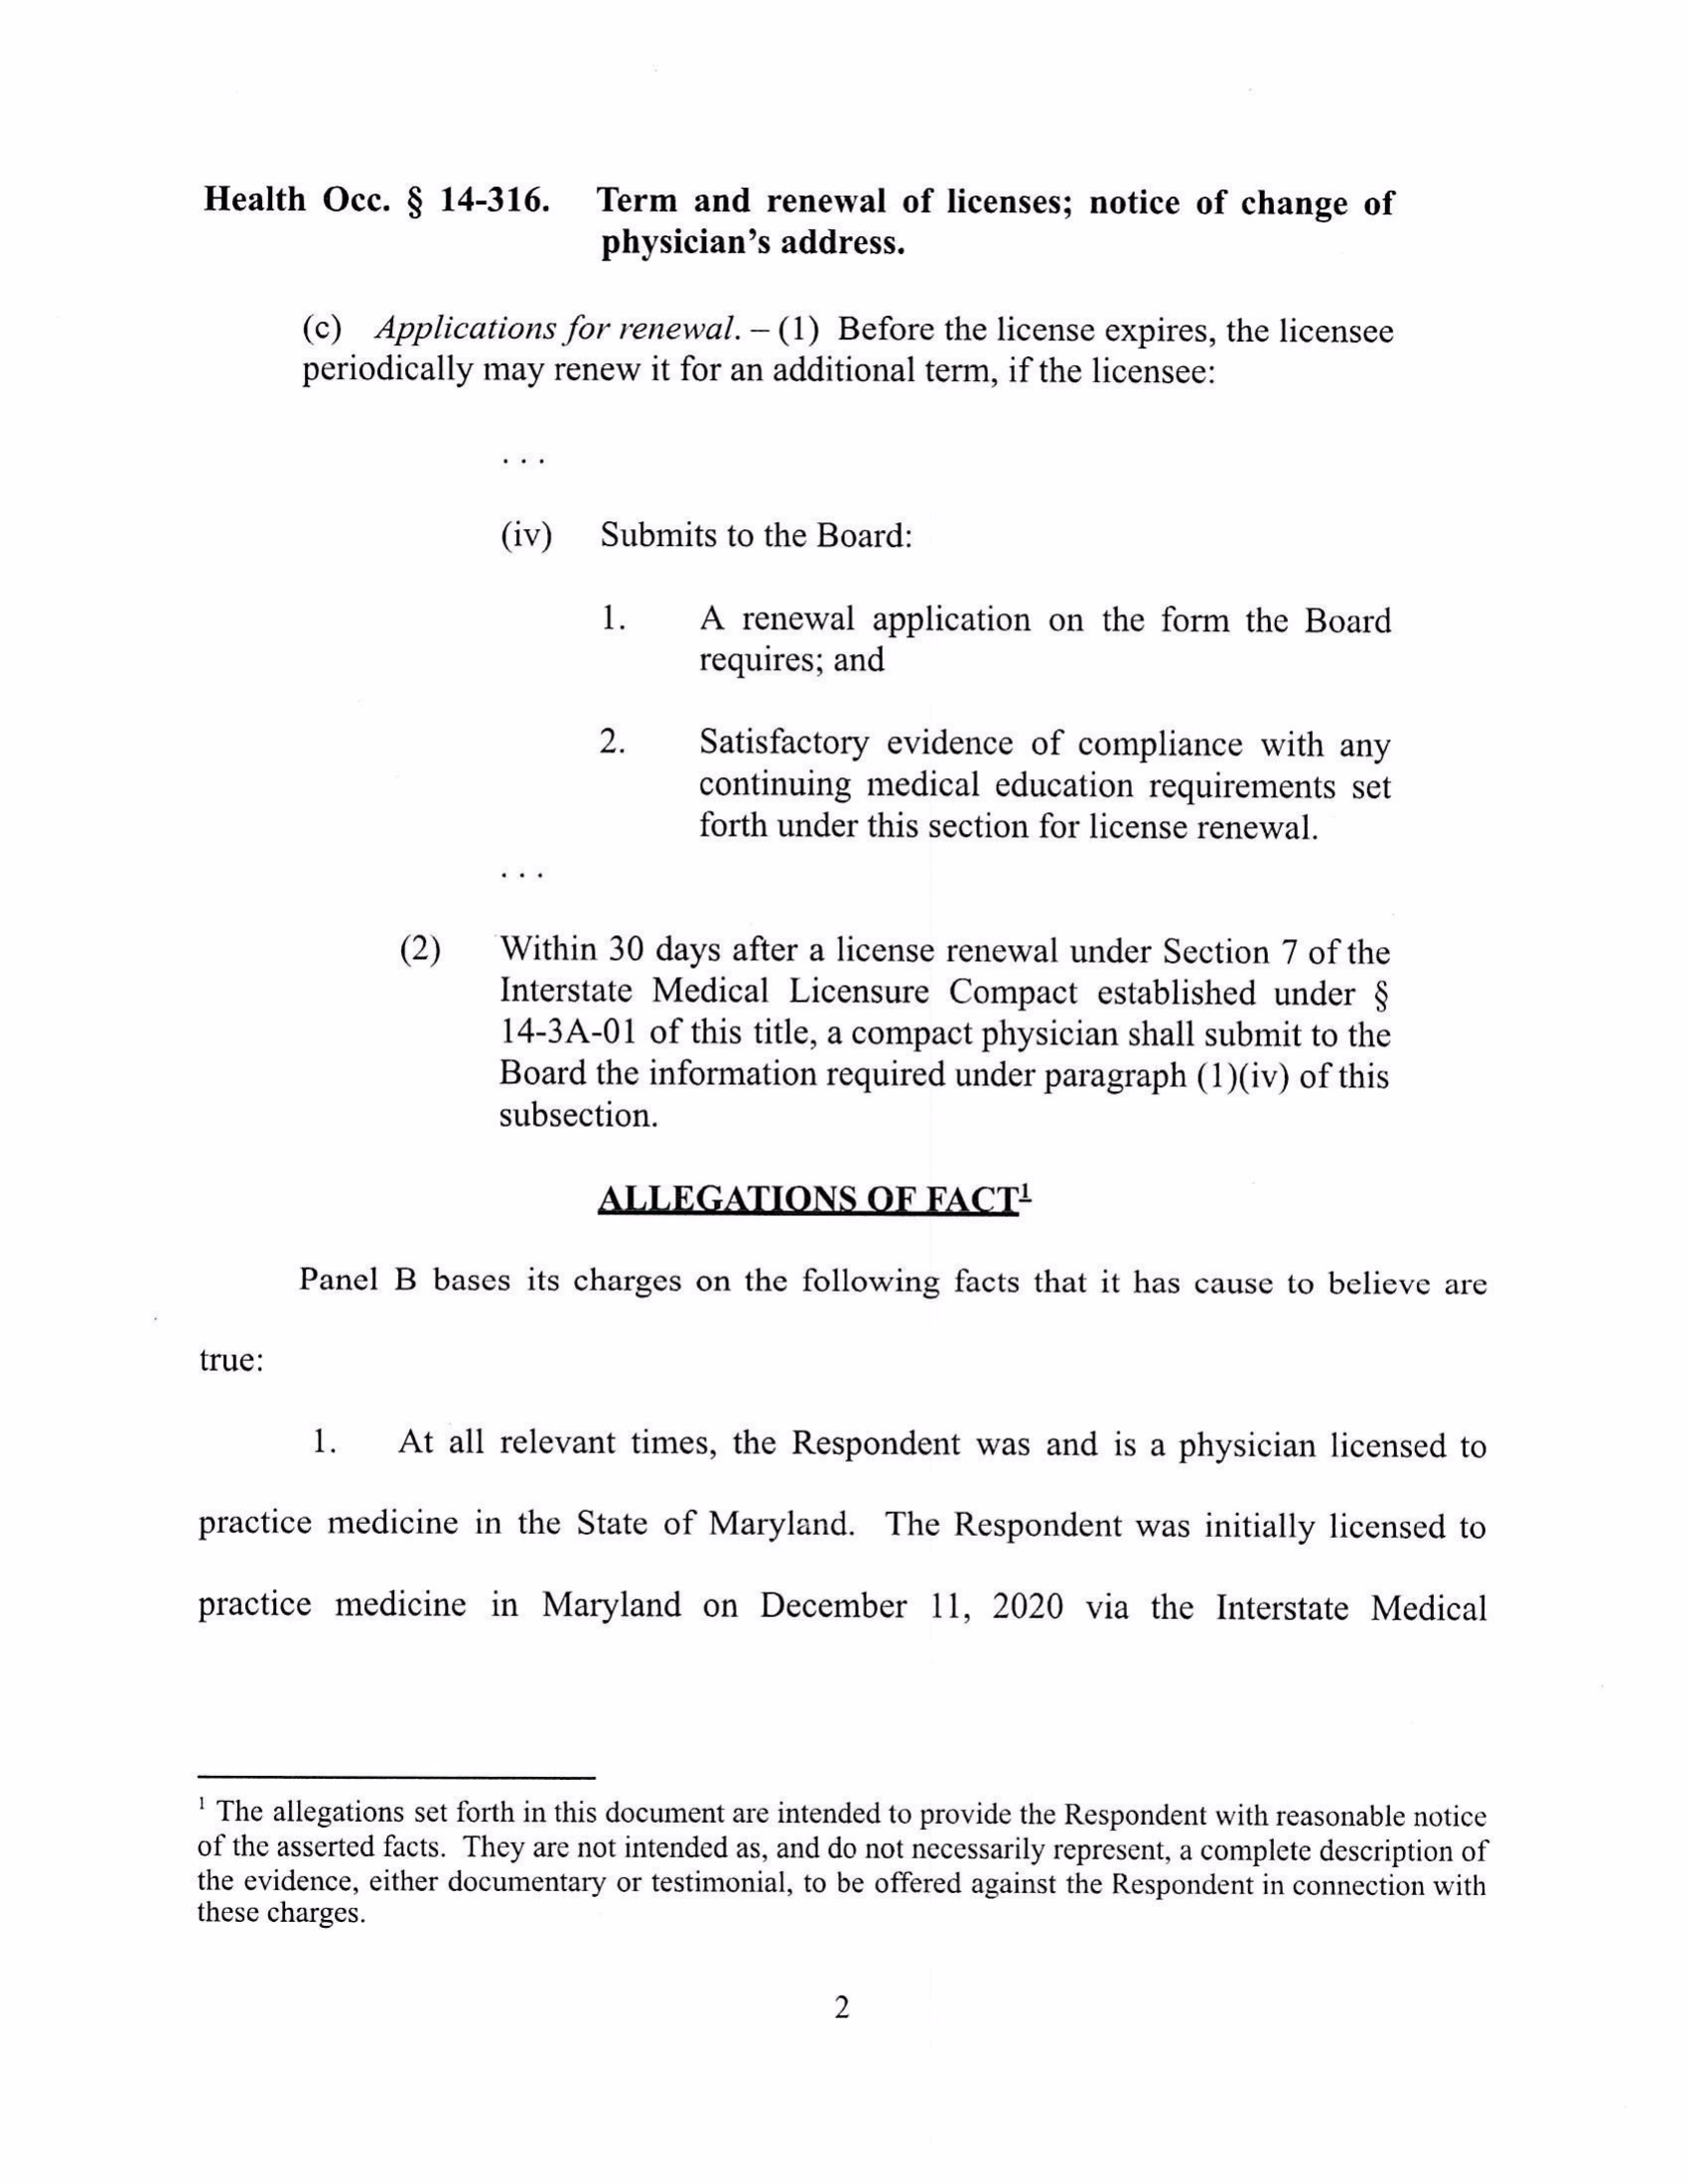 Health Occ. § 14-316. Term and renewal of licenses; notice of change of
physician's address.
(c) Applications for renewal. – (1) Before the license expires, the licensee
periodically may renew it for an additional term, if the licensee:
. . .
(iv) Submits to the Board:
1. A renewal application on the form the Board
requires; and
2. Satisfactory evidence of compliance with any
continuing medical education requirements set
forth under this section for license renewal.
. . .
(2) Within 30 days after a license renewal under Section 7 of the
Interstate Medical Licensure Compact established under §
14-3A-01 of this title, a compact physician shall submit to the
Board the information required under paragraph (1)(iv) of this
subsection.
ALLEGATIONS OF FACT¹
Panel B bases its charges on the following facts that it has cause to believe are
true:
1. At all relevant times, the Respondent was and is a physician licensed to
practice medicine in the State of Maryland. The Respondent was initially licensed to
practice medicine in Maryland on December 11, 2020 via the Interstate Medical
¹ The allegations set forth in this document are intended to provide the Respondent with reasonable notice
of the asserted facts. They are not intended as, and do not necessarily represent, a complete description of
the evidence, either documentary or testimonial, to be offered against the Respondent in connection with
these charges.
2